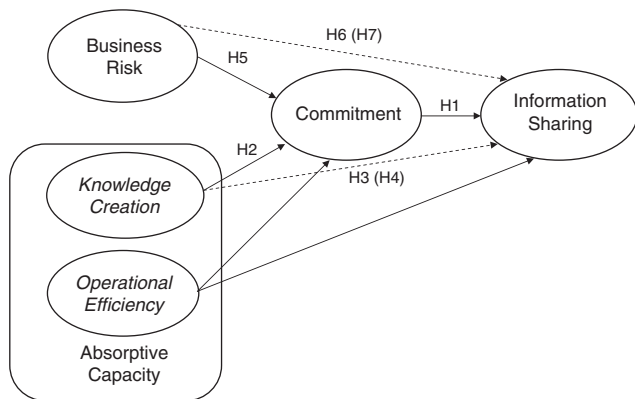 Business
Risk
H6 (H7)
H5
Commitment
H1
Information
Sharing
H2
Knowledge
Creation
H3 (H4)
Operational
Efficiency
Absorptive
Capacity